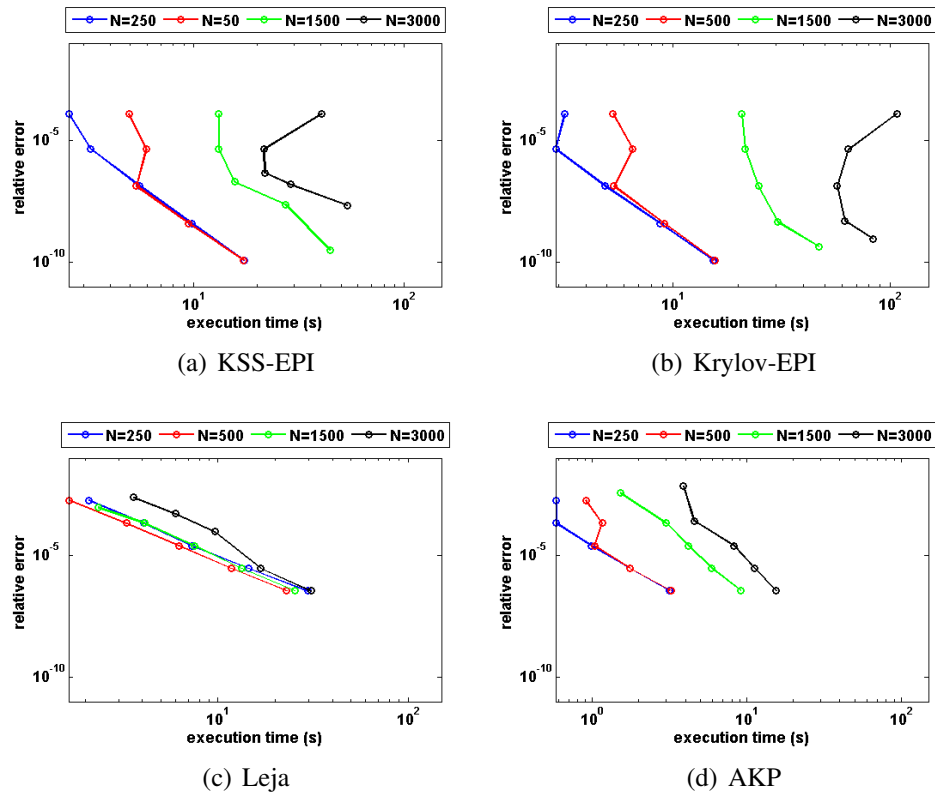 N=250 N=50 N=1500 N=3000
relative error
10^-5
10^-10
10^1 10^2
execution time (s)
(a) KSS-EPI
N=250 N=500 N=1500 N=3000
relative error
10^-5
10^-10
10^1 10^2
execution time (s)
(b) Krylov-EPI
N=250 N=500 N=1500 N=3000
relative error
10^-5
10^-10
10^1 10^2
execution time (s)
(c) Leja
N=250 N=500 N=1500 N=3000
relative error
10^-5
10^-10
10^0 10^1 10^2
execution time (s)
(d) AKP